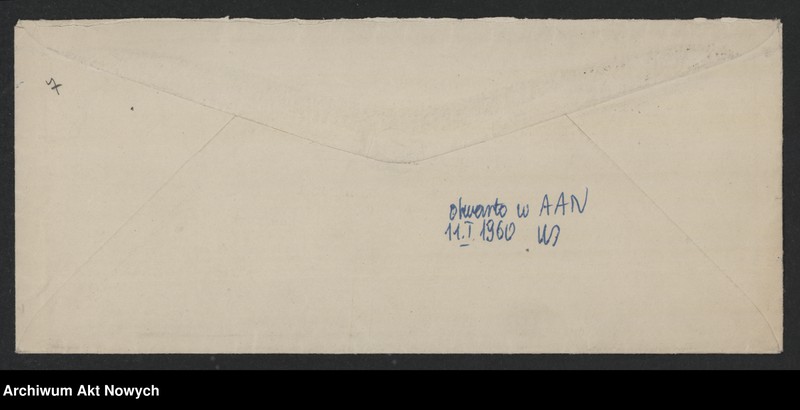 otwarto w AAN
11.I 1960
Archiwum Akt Nowych